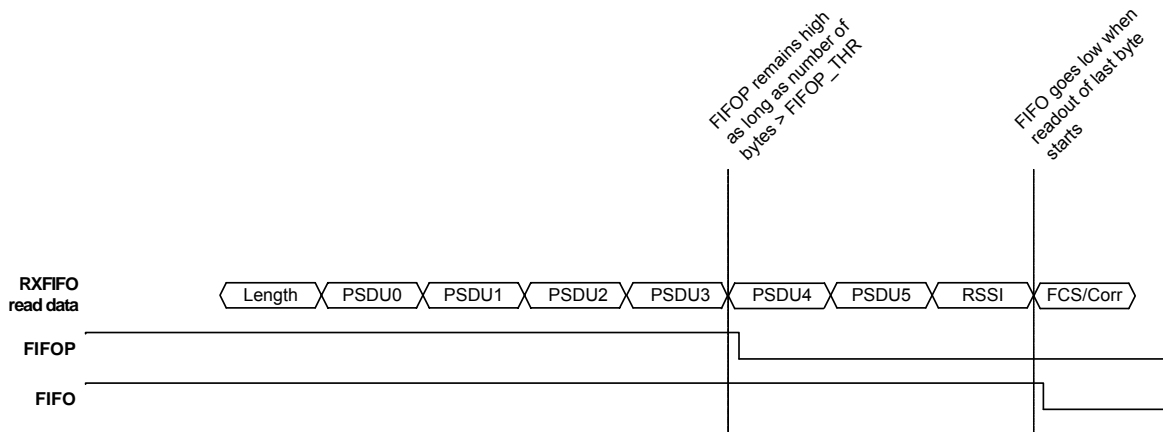 FIFOP remains high
as long as number of
bytes > FIFOP_THR
FIFO goes low when
readout of last byte
starts
RXFIFO
read data
Length
PSDU0
PSDU1
PSDU2
PSDU3
PSDU4
PSDU5
RSSI
FCS/Corr
FIFOP
FIFO